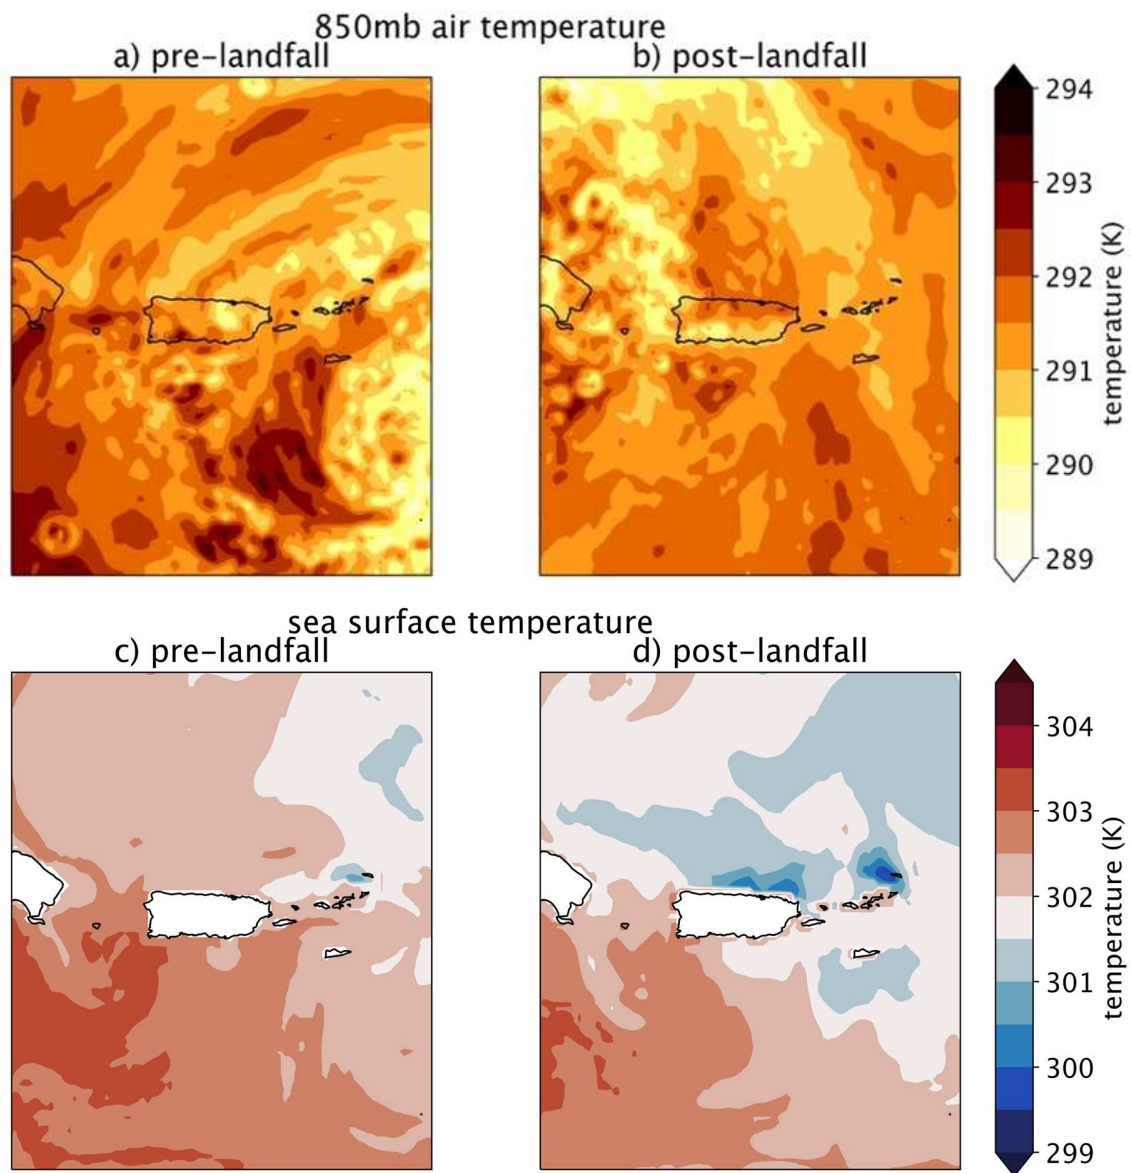 850mb air temperature
a) pre-landfall
b) post-landfall
294
293
292
291
290
289
temperature (K)
sea surface temperature
c) pre-landfall
d) post-landfall
304
303
302
301
300
299
temperature (K)